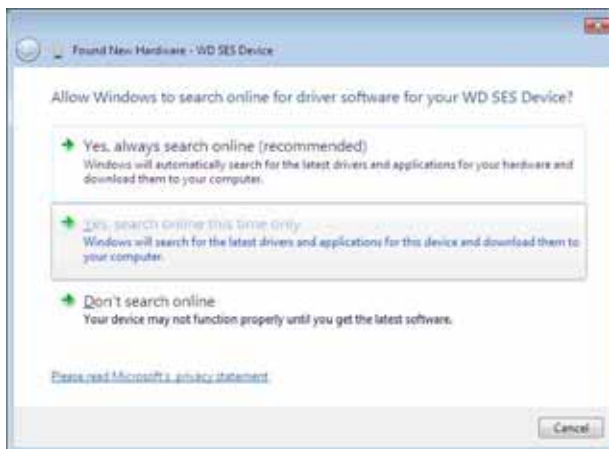 Found New Hardware - WD SES Device
Allow Windows to search online for driver software for your WD SES Device?
Yes, always search online (recommended)
Windows will automatically search for the latest drivers and applications for your hardware and
download them to your computer.
Yes, search online this time only
Windows will search for the latest drivers and applications for this device and download them to
your computer.
Don't search online
Your device may not function properly until you get the latest software.
Please read Microsoft's privacy statement
Cancel